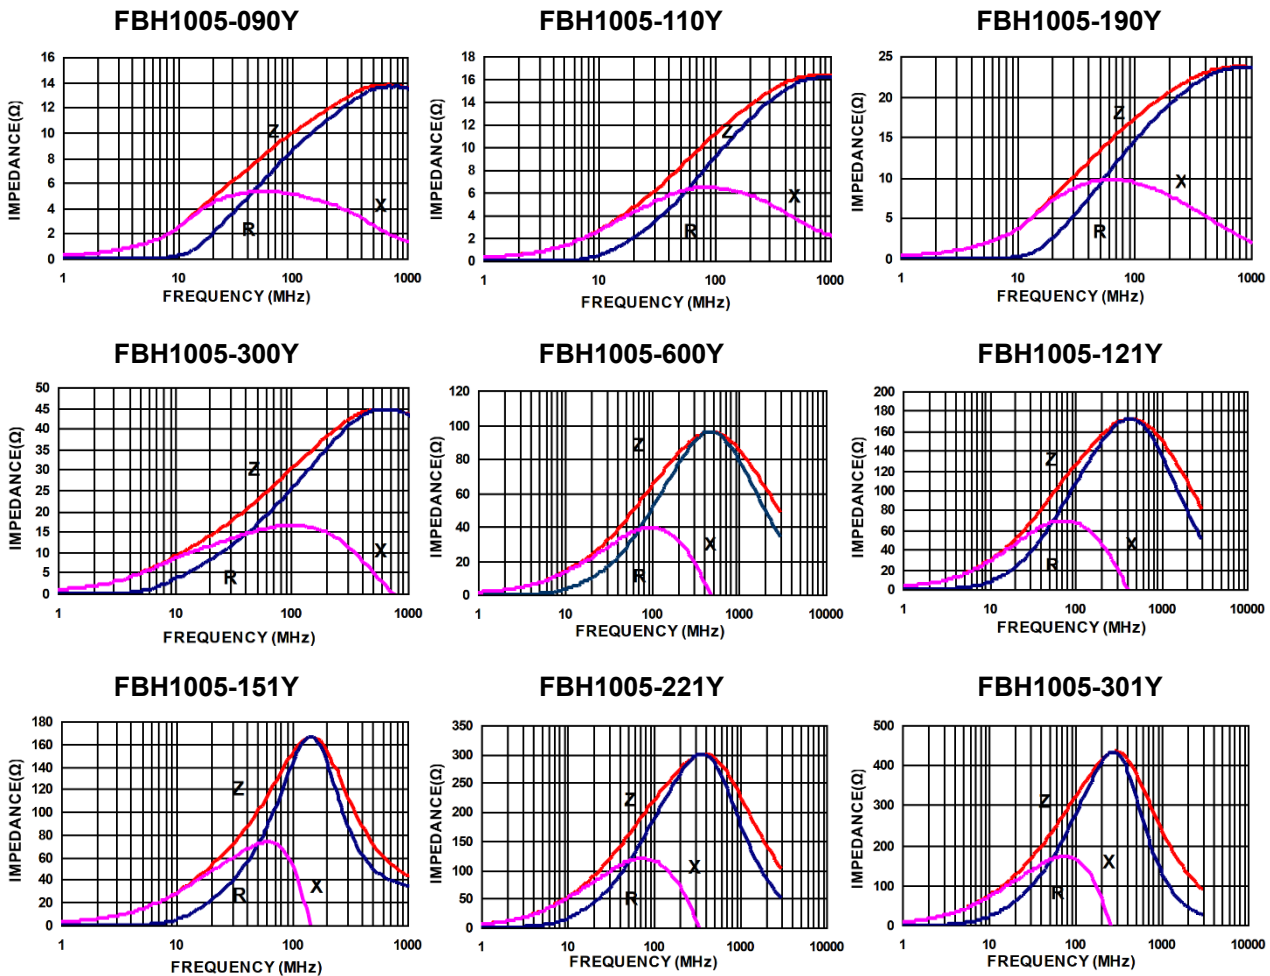 FBH1005-090Y
FBH1005-110Y
FBH1005-190Y
IMPEDANCE(Ω)
16
14
12
10
8
6
4
2
0
Z
X
R
1
10
100
1000
FREQUENCY (MHz)
IMPEDANCE(Ω)
18
16
14
12
10
8
6
4
2
0
Z
X
R
1
10
100
1000
FREQUENCY (MHz)
IMPEDANCE(Ω)
25
20
15
10
5
0
Z
X
R
1
10
100
1000
FREQUENCY (MHz)
FBH1005-300Y
FBH1005-600Y
FBH1005-121Y
IMPEDANCE(Ω)
50
45
40
35
30
25
20
15
10
5
0
Z
X
R
1
10
100
1000
FREQUENCY (MHz)
IMPEDANCE(Ω)
120
100
80
60
40
20
0
Z
X
R
1
10
100
1000
10000
FREQUENCY (MHz)
IMPEDANCE(Ω)
200
180
160
140
120
100
80
60
40
20
0
Z
X
R
1
10
100
1000
10000
FREQUENCY (MHz)
FBH1005-151Y
FBH1005-221Y
FBH1005-301Y
IMPEDANCE(Ω)
180
160
140
120
100
80
60
40
20
0
Z
X
R
1
10
100
1000
FREQUENCY (MHz)
IMPEDANCE(Ω)
350
300
250
200
150
100
50
0
Z
X
R
1
10
100
1000
10000
FREQUENCY (MHz)
IMPEDANCE(Ω)
500
400
300
200
100
0
Z
X
R
1
10
100
1000
10000
FREQUENCY (MHz)